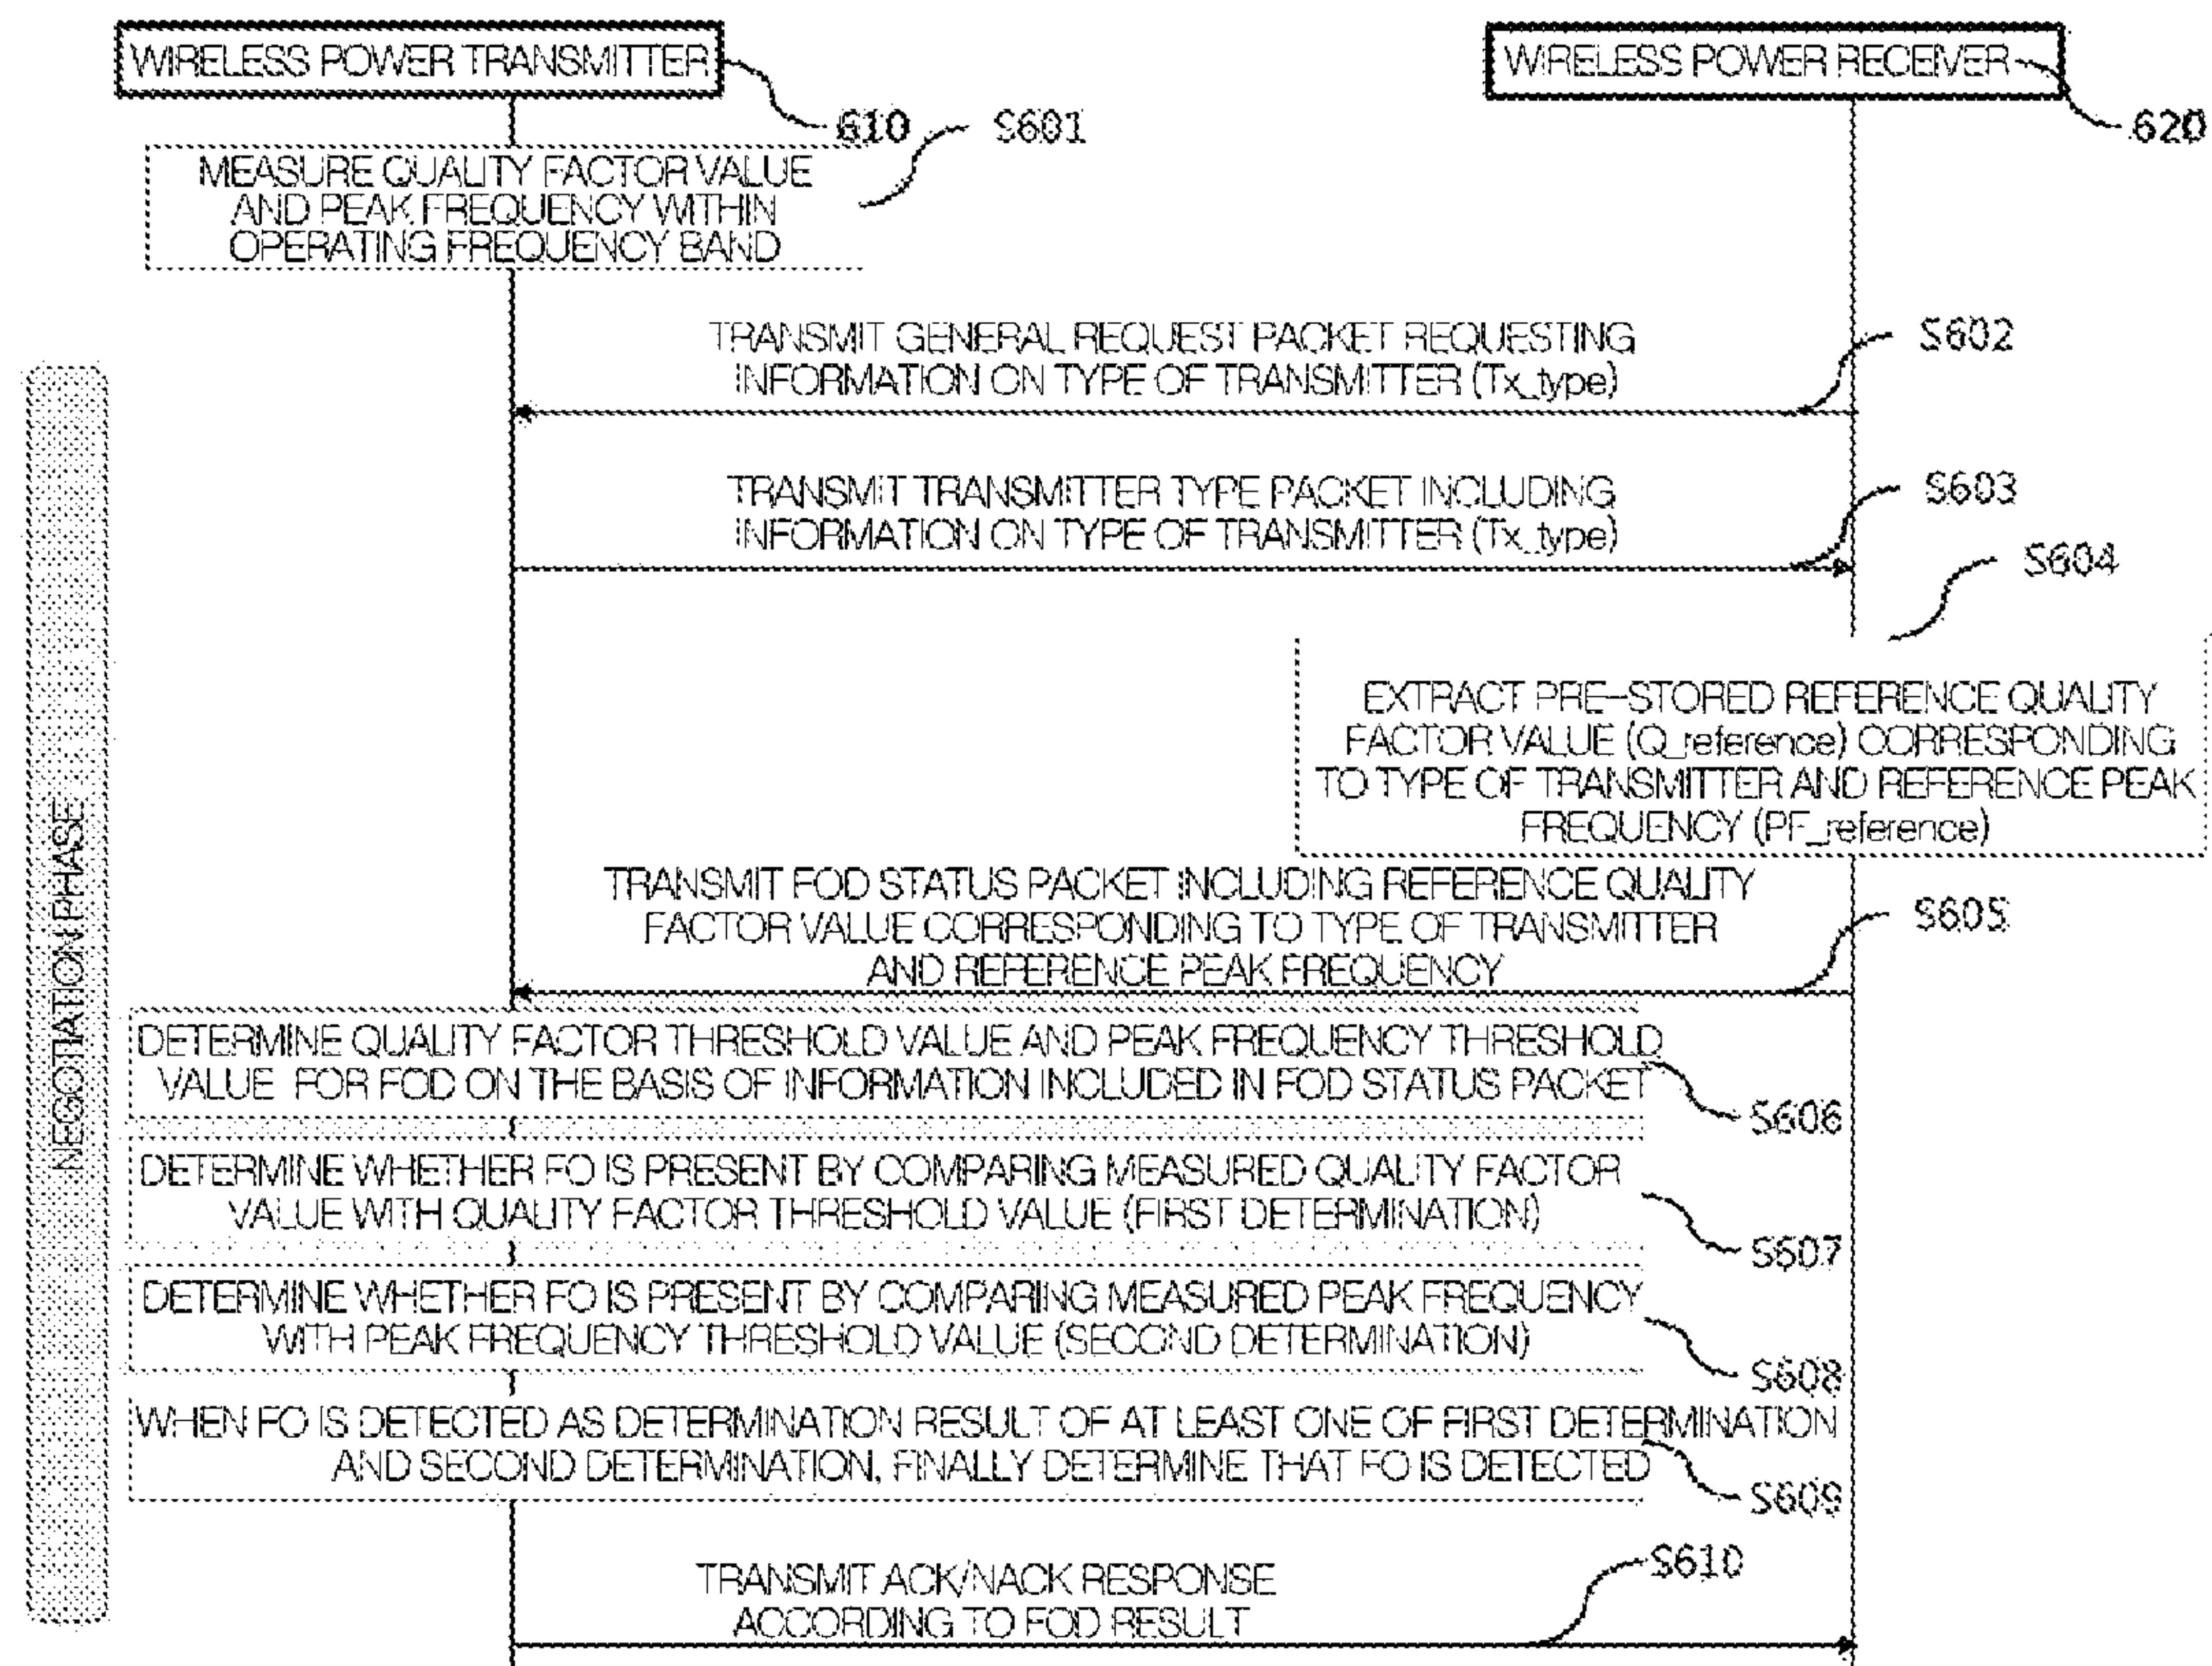 WIRELESS POWER TRANSMITTER
WIRELESS POWER RECEIVER
610
S601
620
MEASURE QUALITY FACTOR VALUE
AND PEAK FREQUENCY WITHIN
OPERATING FREQUENCY BAND
TRANSMIT GENERAL REQUEST PACKET REQUESTING
INFORMATION ON TYPE OF TRANSMITTER (Tx_type)
S602
TRANSMIT TRANSMITTER TYPE PACKET INCLUDING
INFORMATION ON TYPE OF TRANSMITTER (Tx_type)
S603
S604
EXTRACT PRE-STORED REFERENCE QUALITY
FACTOR VALUE (Q_reference) CORRESPONDING
TO TYPE OF TRANSMITTER AND REFERENCE PEAK
FREQUENCY (PF_reference)
TRANSMIT FOD STATUS PACKET INCLUDING REFERENCE QUALITY
FACTOR VALUE CORRESPONDING TO TYPE OF TRANSMITTER
AND REFERENCE PEAK FREQUENCY
S605
NEGOTIATION PHASE
DETERMINE QUALITY FACTOR THRESHOLD VALUE AND PEAK FREQUENCY THRESHOLD
VALUE FOR FOD ON THE BASIS OF INFORMATION INCLUDED IN FOD STATUS PACKET
S606
DETERMINE WHETHER FO IS PRESENT BY COMPARING MEASURED QUALITY FACTOR
VALUE WITH QUALITY FACTOR THRESHOLD VALUE (FIRST DETERMINATION)
S607
DETERMINE WHETHER FO IS PRESENT BY COMPARING MEASURED PEAK FREQUENCY
WITH PEAK FREQUENCY THRESHOLD VALUE (SECOND DETERMINATION)
S608
WHEN FO IS DETECTED AS DETERMINATION RESULT OF AT LEAST ONE OF FIRST DETERMINATION
AND SECOND DETERMINATION, FINALLY DETERMINE THAT FO IS DETECTED
S609
TRANSMIT ACK/NACK RESPONSE
ACCORDING TO FOD RESULT
S610